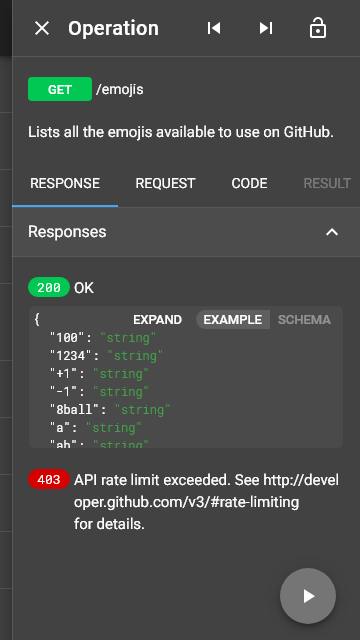 Operation
GET /emojis
Lists all the emojis available to use on GitHub.
RESPONSE REQUEST CODE RESULT
Responses
200 OK
{ EXPAND EXAMPLE SCHEMA
"100": "string"
"1234": "string"
"+1": "string"
"-1": "string"
"8ball": "string"
"a": "string"
"ab": "string"
403 API rate limit exceeded. See http://devel
oper.github.com/v3/#rate-limiting
for details.